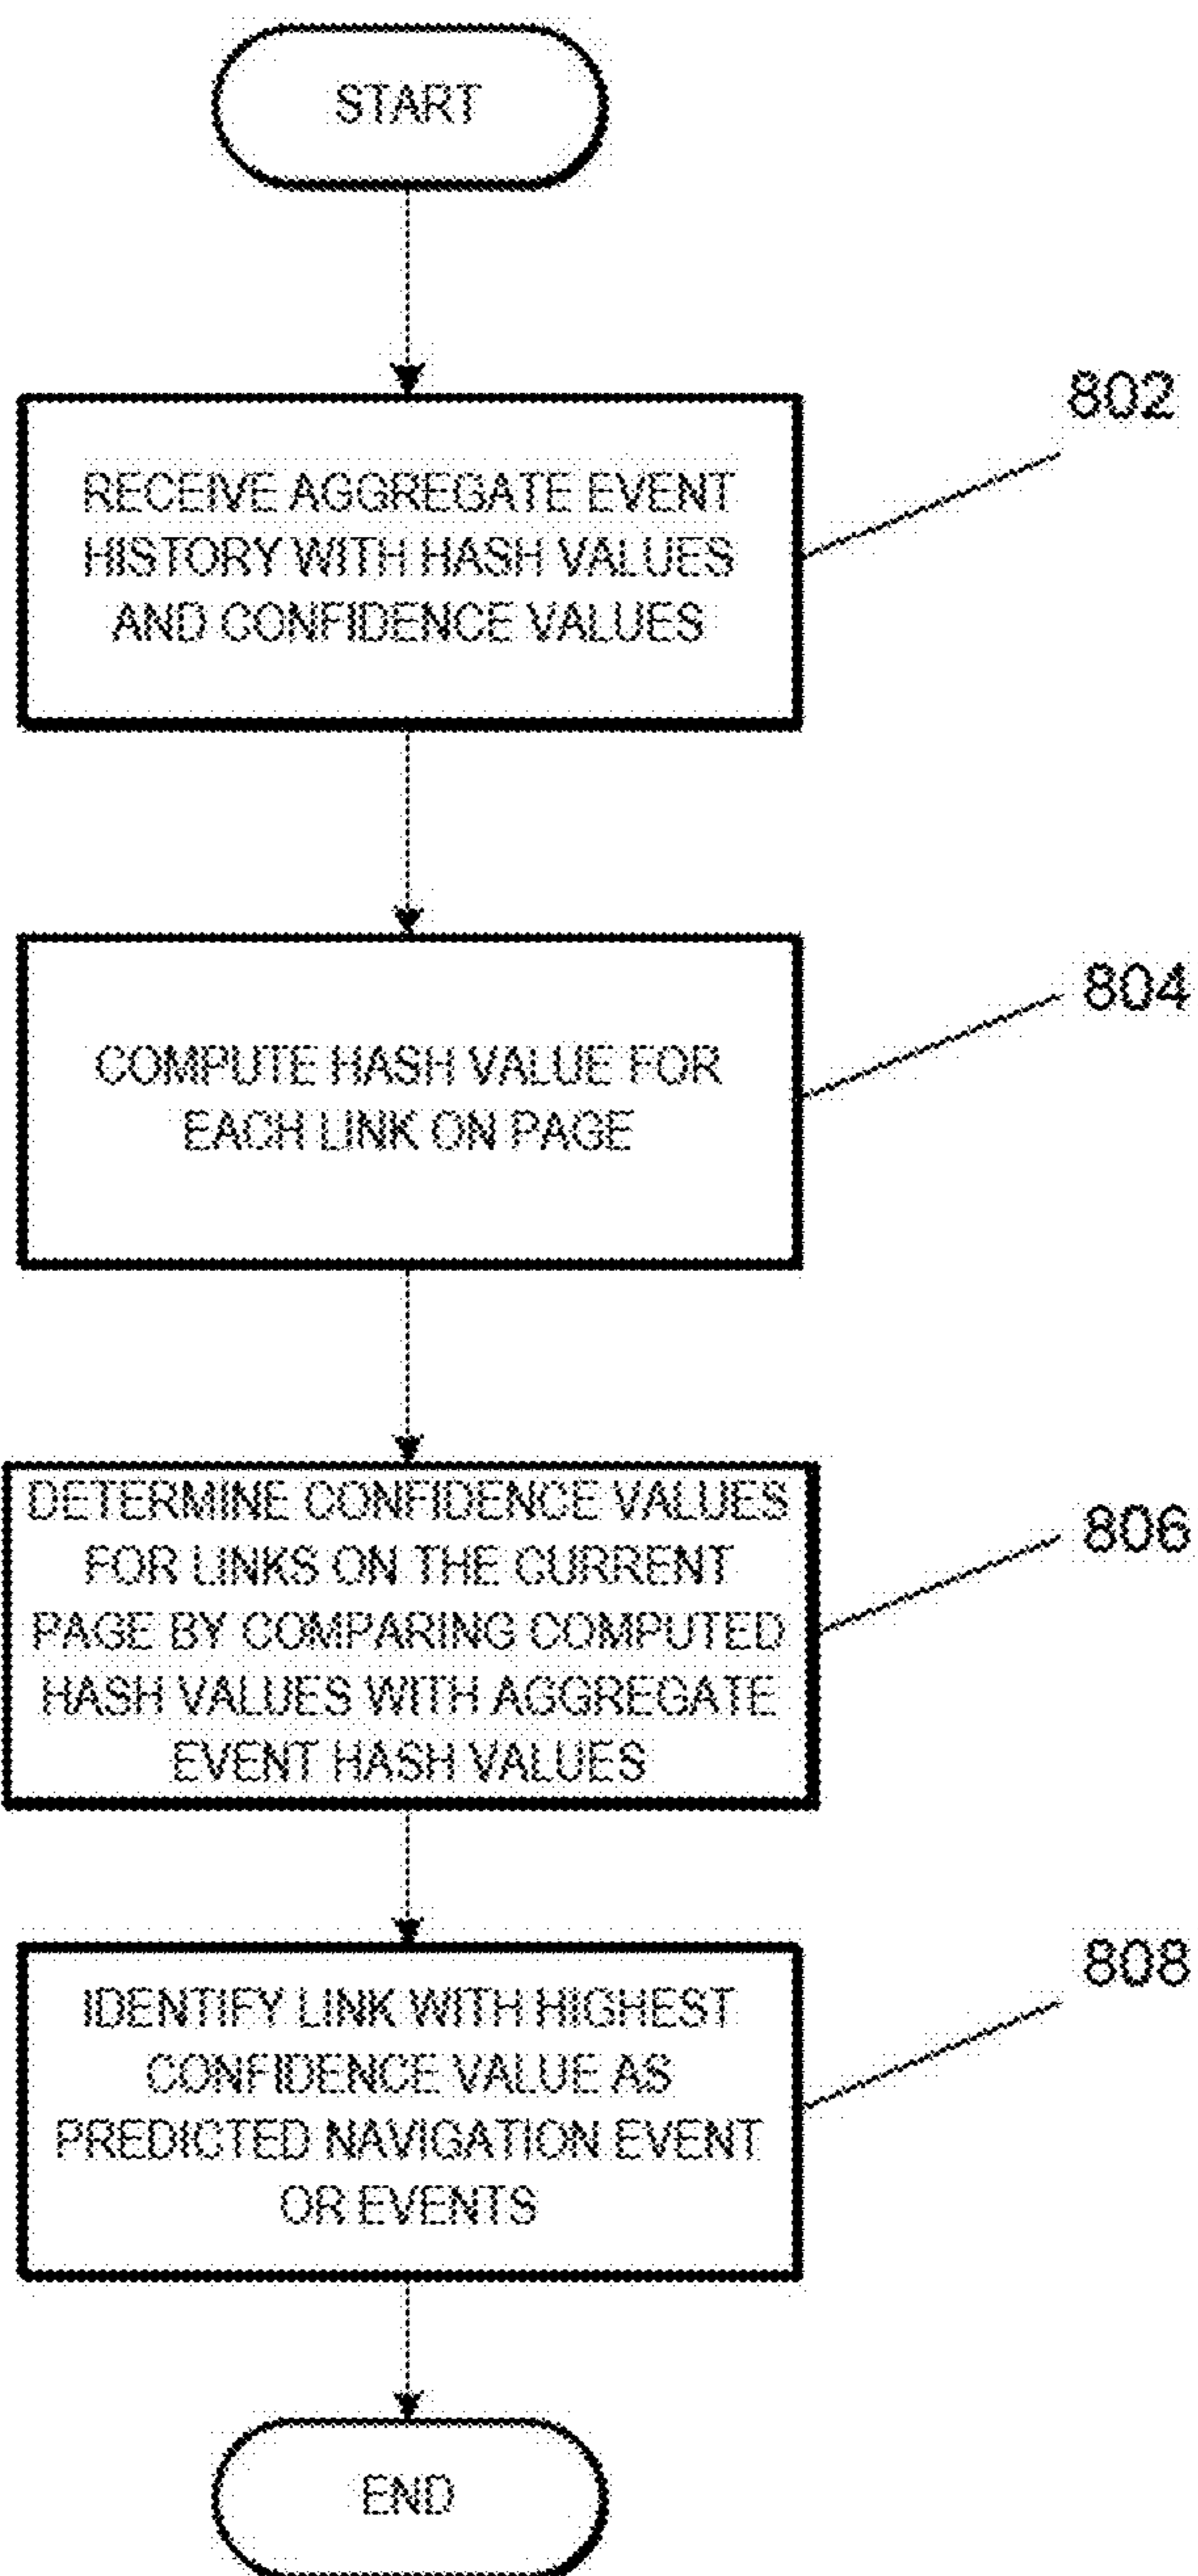 START
802
RECEIVE AGGREGATE EVENT
HISTORY WITH HASH VALUES
AND CONFIDENCE VALUES
804
COMPUTE HASH VALUE FOR
EACH LINK ON PAGE
806
DETERMINE CONFIDENCE VALUES
FOR LINKS ON THE CURRENT
PAGE BY COMPARING COMPUTED
HASH VALUES WITH AGGREGATE
EVENT HASH VALUES
808
IDENTIFY LINK WITH HIGHEST
CONFIDENCE VALUE AS
PREDICTED NAVIGATION EVENT
OR EVENTS
END